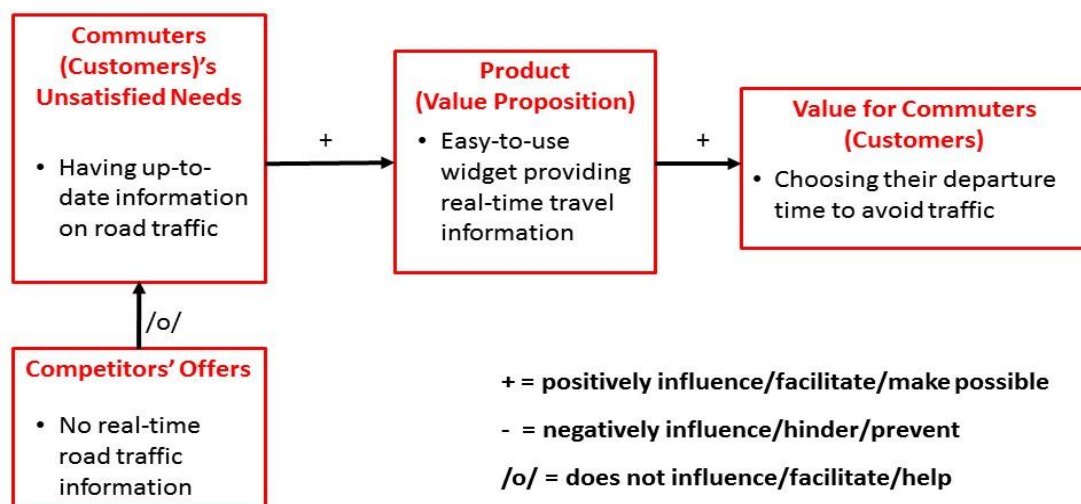 Commuters
(Customers)'s
Unsatisfied Needs
• Having up-to-
date information
on road traffic
+
Product
(Value Proposition)
• Easy-to-use
widget providing
real-time travel
information
+
Value for Commuters
(Customers)
• Choosing their departure
time to avoid traffic
/o/
Competitors' Offers
• No real-time
road traffic
information
+ = positively influence/facilitate/make possible
- = negatively influence/hinder/prevent
/o/ = does not influence/facilitate/help